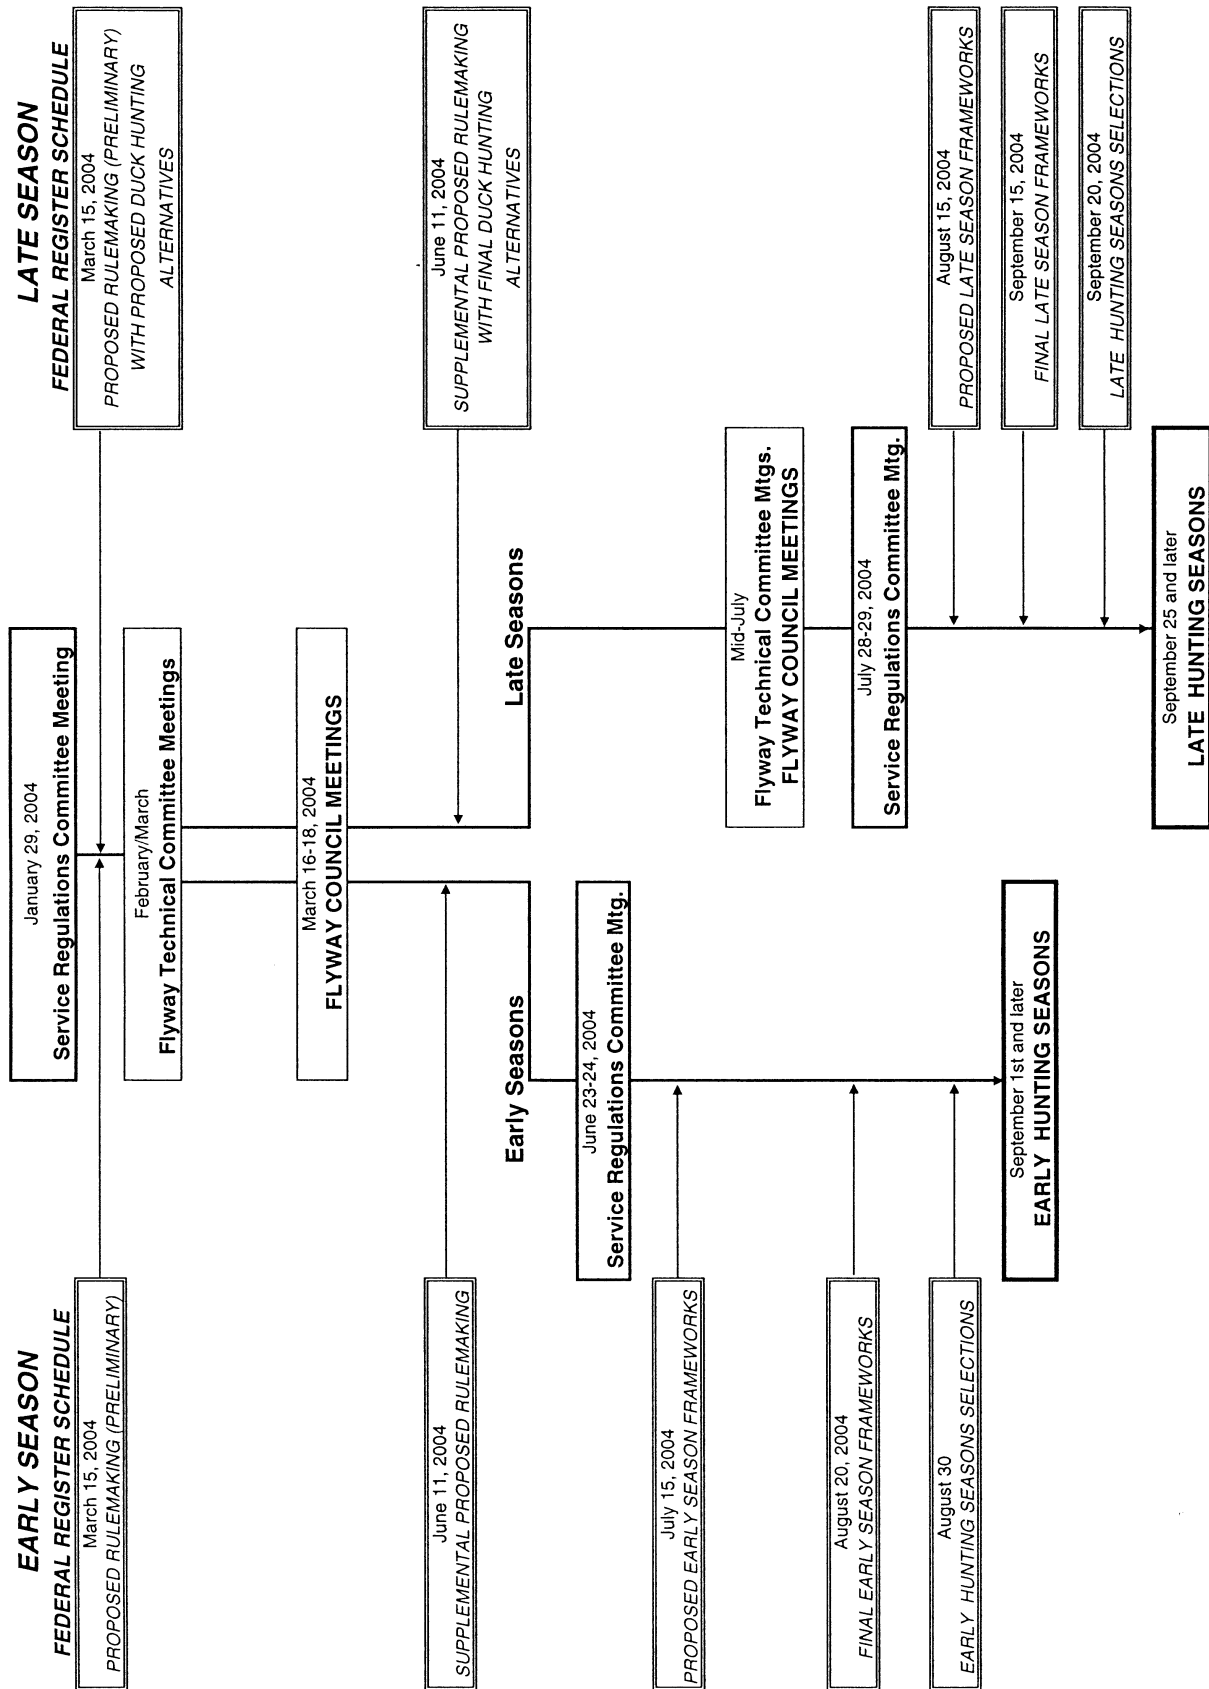 EARLY SEASON
FEDERAL REGISTER SCHEDULE
March 15, 2004
PROPOSED RULEMAKING (PRELIMINARY)
June 11, 2004
SUPPLEMENTAL PROPOSED RULEMAKING
July 15, 2004
PROPOSED EARLY SEASON FRAMEWORKS
August 20, 2004
FINAL EARLY SEASON FRAMEWORKS
August 30
EARLY HUNTING SEASONS SELECTIONS
January 29, 2004
Service Regulations Committee Meeting
February/March
Flyway Technical Committee Meetings
March 16-18, 2004
FLYWAY COUNCIL MEETINGS
Early Seasons
June 23-24, 2004
Service Regulations Committee Mtg.
September 1st and later
EARLY HUNTING SEASONS
Late Seasons
Mid-July
Flyway Technical Committee Mtgs.
FLYWAY COUNCIL MEETINGS
July 28-29, 2004
Service Regulations Committee Mtg.
September 25 and later
LATE HUNTING SEASONS
LATE SEASON
FEDERAL REGISTER SCHEDULE
March 15, 2004
PROPOSED RULEMAKING (PRELIMINARY)
WITH PROPOSED DUCK HUNTING
ALTERNATIVES
June 11, 2004
SUPPLEMENTAL PROPOSED RULEMAKING
WITH FINAL DUCK HUNTING
ALTERNATIVES
August 15, 2004
PROPOSED LATE SEASON FRAMEWORKS
September 15, 2004
FINAL LATE SEASON FRAMEWORKS
September 20, 2004
LATE HUNTING SEASONS SELECTIONS